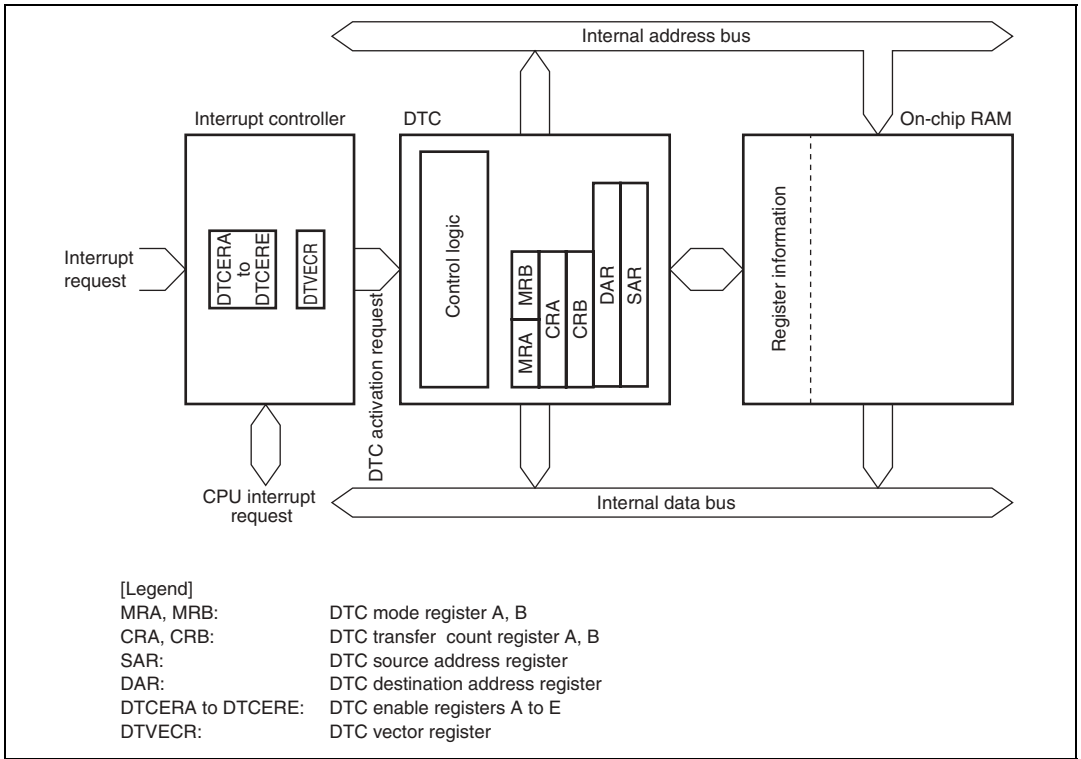 Internal address bus
Interrupt controller
DTC
On-chip RAM
Interrupt
request
DTCERA
to
DTCERE
DTVECR
DTC activation request
Control logic
MRA
MRB
CRA
CRB
DAR
SAR
Register information
CPU interrupt
request
Internal data bus
[Legend]
MRA, MRB: DTC mode register A, B
CRA, CRB: DTC transfer count register A, B
SAR: DTC source address register
DAR: DTC destination address register
DTCERA to DTCERE: DTC enable registers A to E
DTVECR: DTC vector register